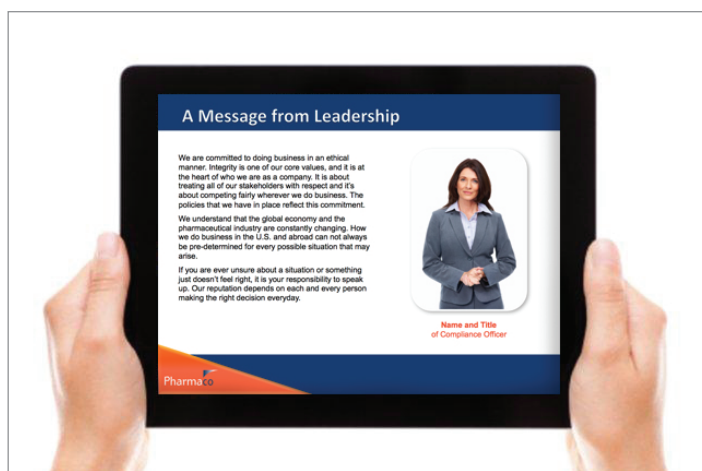 A Message from Leadership
We are committed to doing business in an ethical
manner. Integrity is one of our core values, and it is at
the heart of who we are as a company. It is about
treating all of our stakeholders with respect and it's
about competing fairly wherever we do business. The
policies that we have in place reflect this commitment.
We understand that the global economy and the
pharmaceutical industry are constantly changing. How
we do business in the U.S. and abroad can not always
be pre-determined for every possible situation that may
arise.
If you are ever unsure about a situation or something
just doesn't feel right, it is your responsibility to speak
up. Our reputation depends on each and every person
making the right decision everyday.
Name and Title
of Compliance Officer
Pharmaco